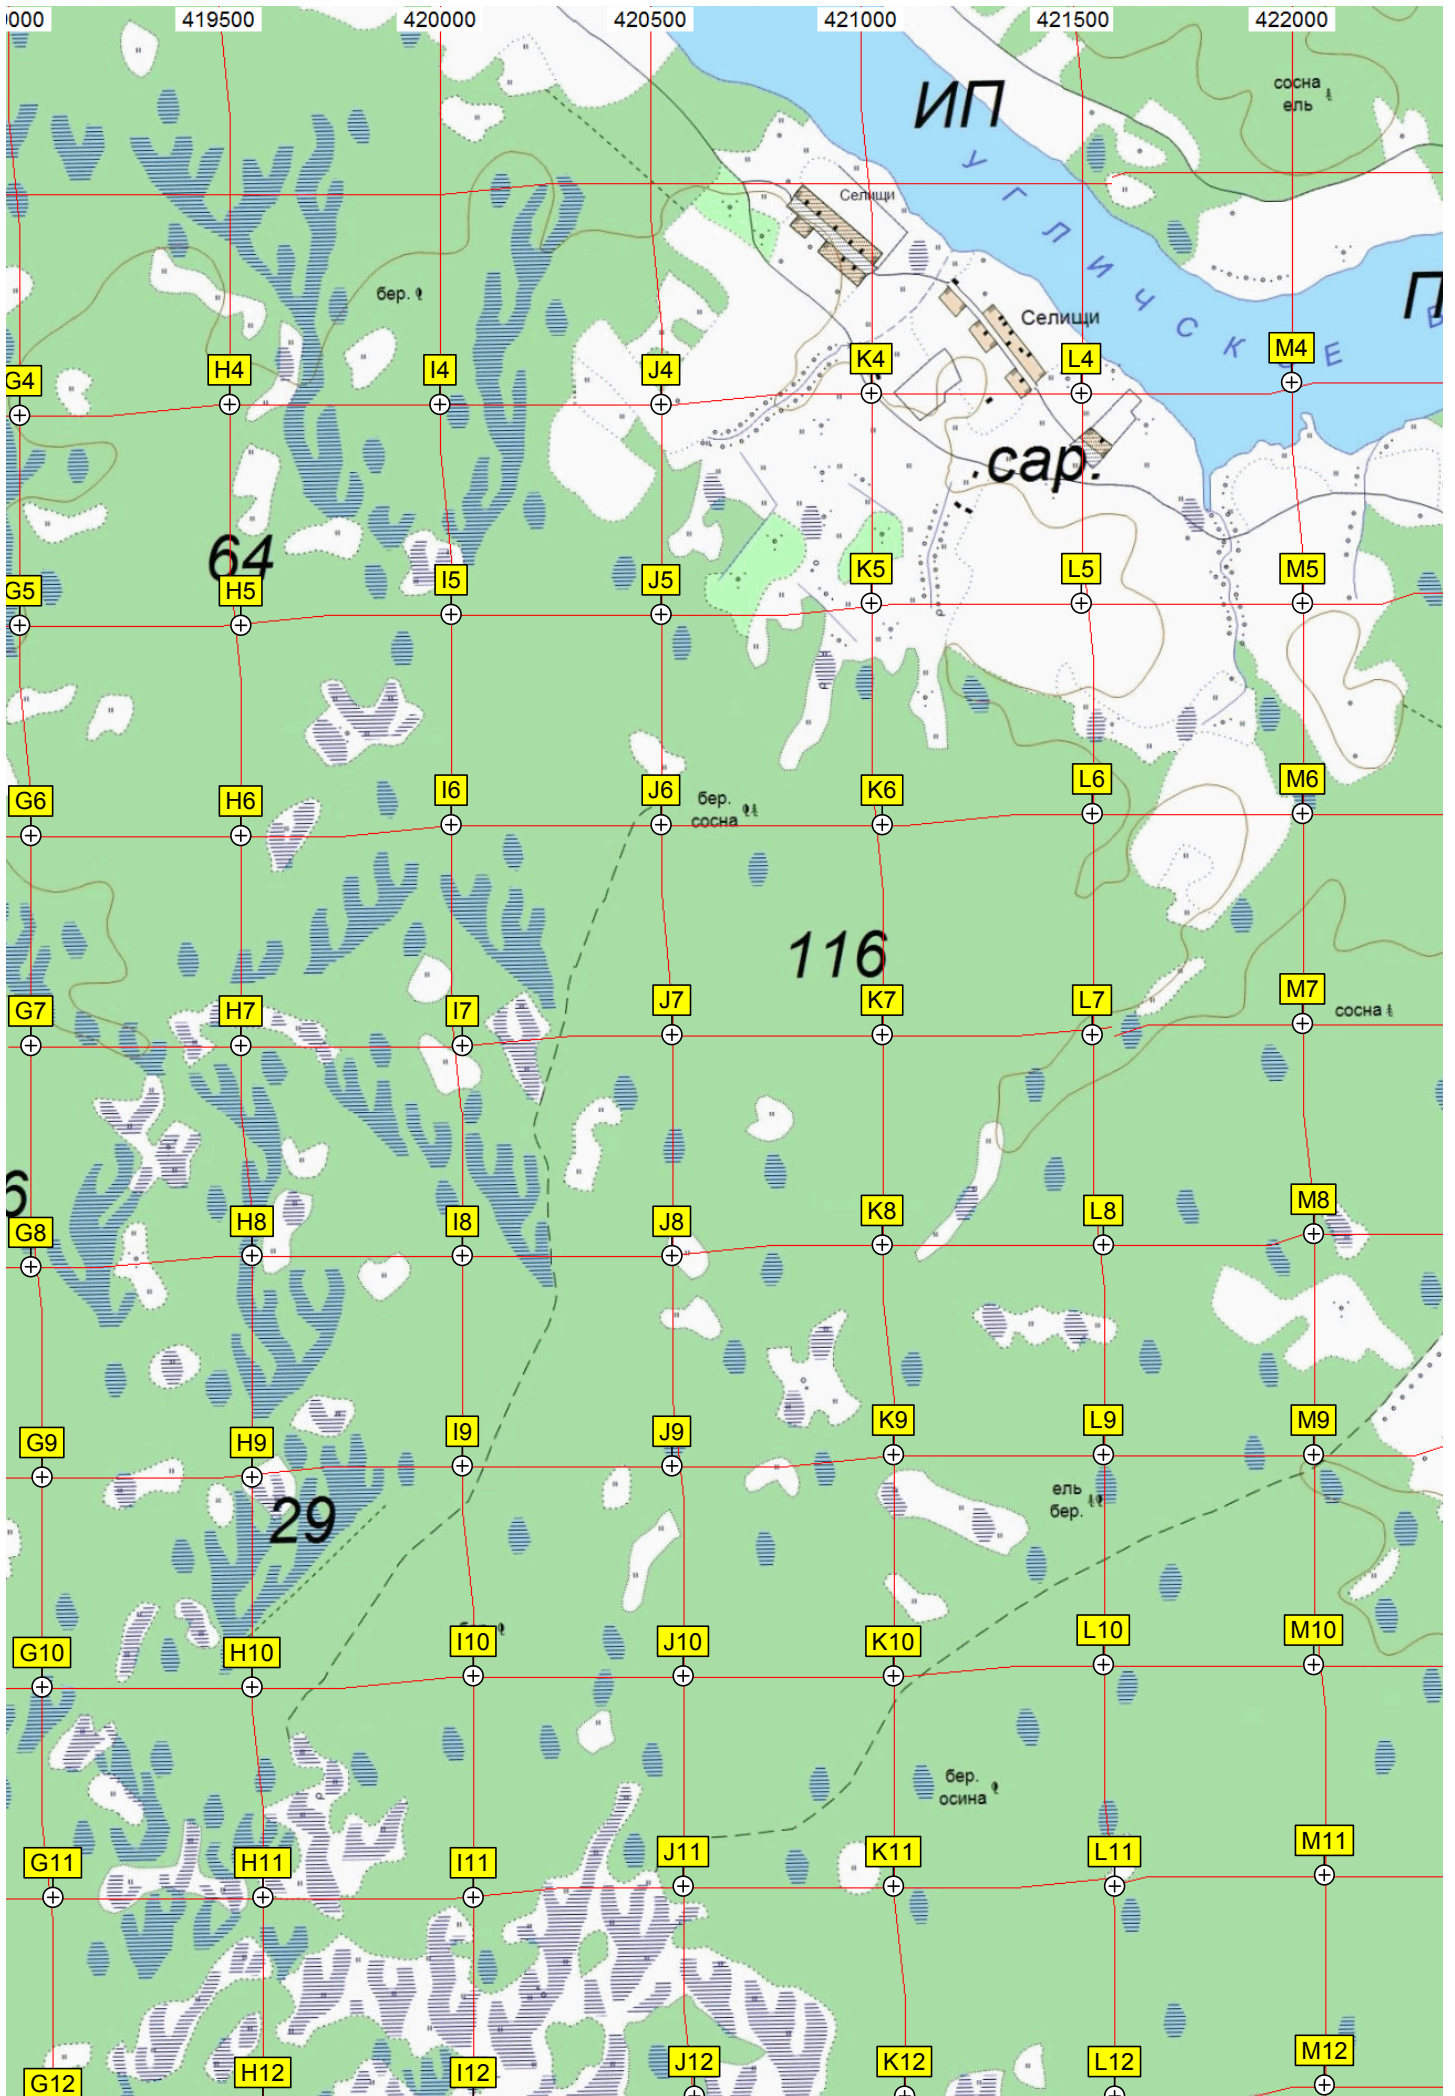 419500 420000 420500 421000 421500 422000
ИП
сосна
ель
Селищи
УГЛИЧСКОЕ
бер.
Селищи
G4 H4 I4 J4 K4 L4 M4
сар.
64
G5 H5 I5 J5 K5 L5 M5
G6 H6 I6 J6 K6 L6 M6
бер.
сосна
116
G7 H7 I7 J7 K7 L7 M7
сосна
G8 H8 I8 J8 K8 L8 M8
G9 H9 I9 J9 K9 L9 M9
ель
бер.
29
G10 H10 I10 J10 K10 L10 M10
бер.
осина
G11 H11 I11 J11 K11 L11 M11
G12 H12 I12 J12 K12 L12 M12